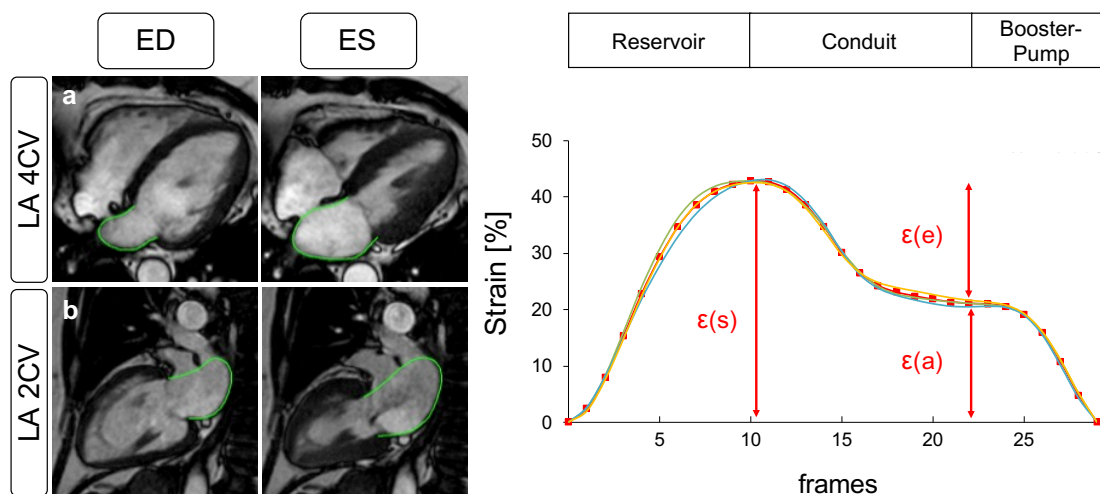 ED
ES
LA 4CV
a
LA 2CV
b
Reservoir
Conduit
Booster-
Pump
Strain [%]
50
40
30
20
10
0
ε(s)
ε(e)
ε(a)
5
10
15
20
25
frames